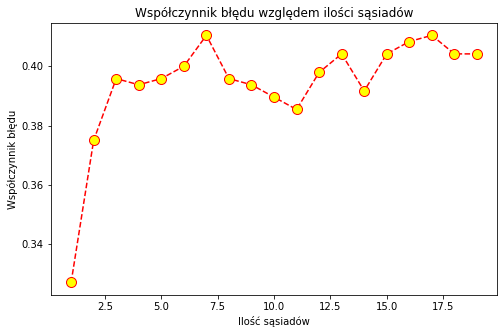 Współczynnik błędu względem ilości sąsiadów
Współczynnik błędu
0.40
0.38
0.36
0.34
2.5 5.0 7.5 10.0 12.5 15.0 17.5
Ilość sąsiadów